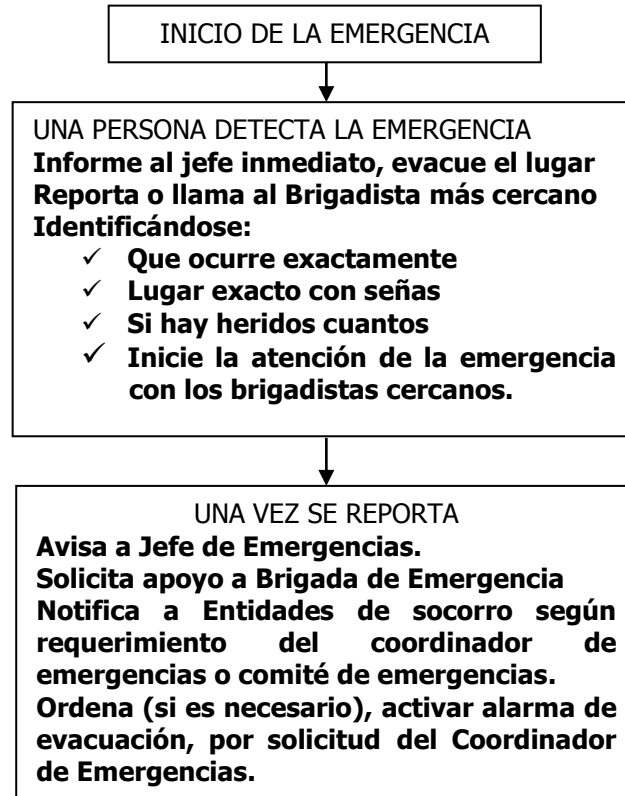 INICIO DE LA EMERGENCIA
UNA PERSONA DETECTA LA EMERGENCIA
Informe al jefe inmediato, evacue el lugar
Reporta o llama al Brigadista más cercano
Identificándose:
✓ Que ocurre exactamente
✓ Lugar exacto con señas
✓ Si hay heridos cuantos
✓ Inicie la atención de la emergencia
con los brigadistas cercanos.
UNA VEZ SE REPORTA
Avisa a Jefe de Emergencias.
Solicita apoyo a Brigada de Emergencia
Notifica a Entidades de socorro según
requerimiento del coordinador de
emergencias o comité de emergencias.
Ordena (si es necesario), activar alarma de
evacuación, por solicitud del Coordinador
de Emergencias.